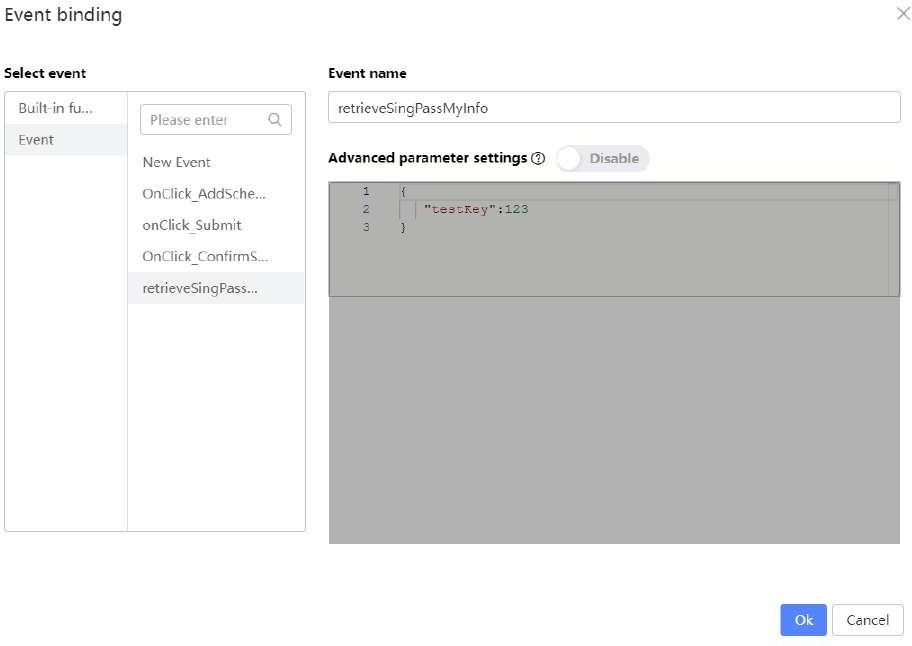 Event binding
Select event
Built-in fu...
Event
Please enter
New Event
OnClick_AddSche...
onClick_Submit
OnClick_ConfirmS...
retrieveSingPass...
Event name
retrieveSingPassMyInfo
Advanced parameter settings ? Disable
1 {
2 "testKey":123
3 }
Ok Cancel